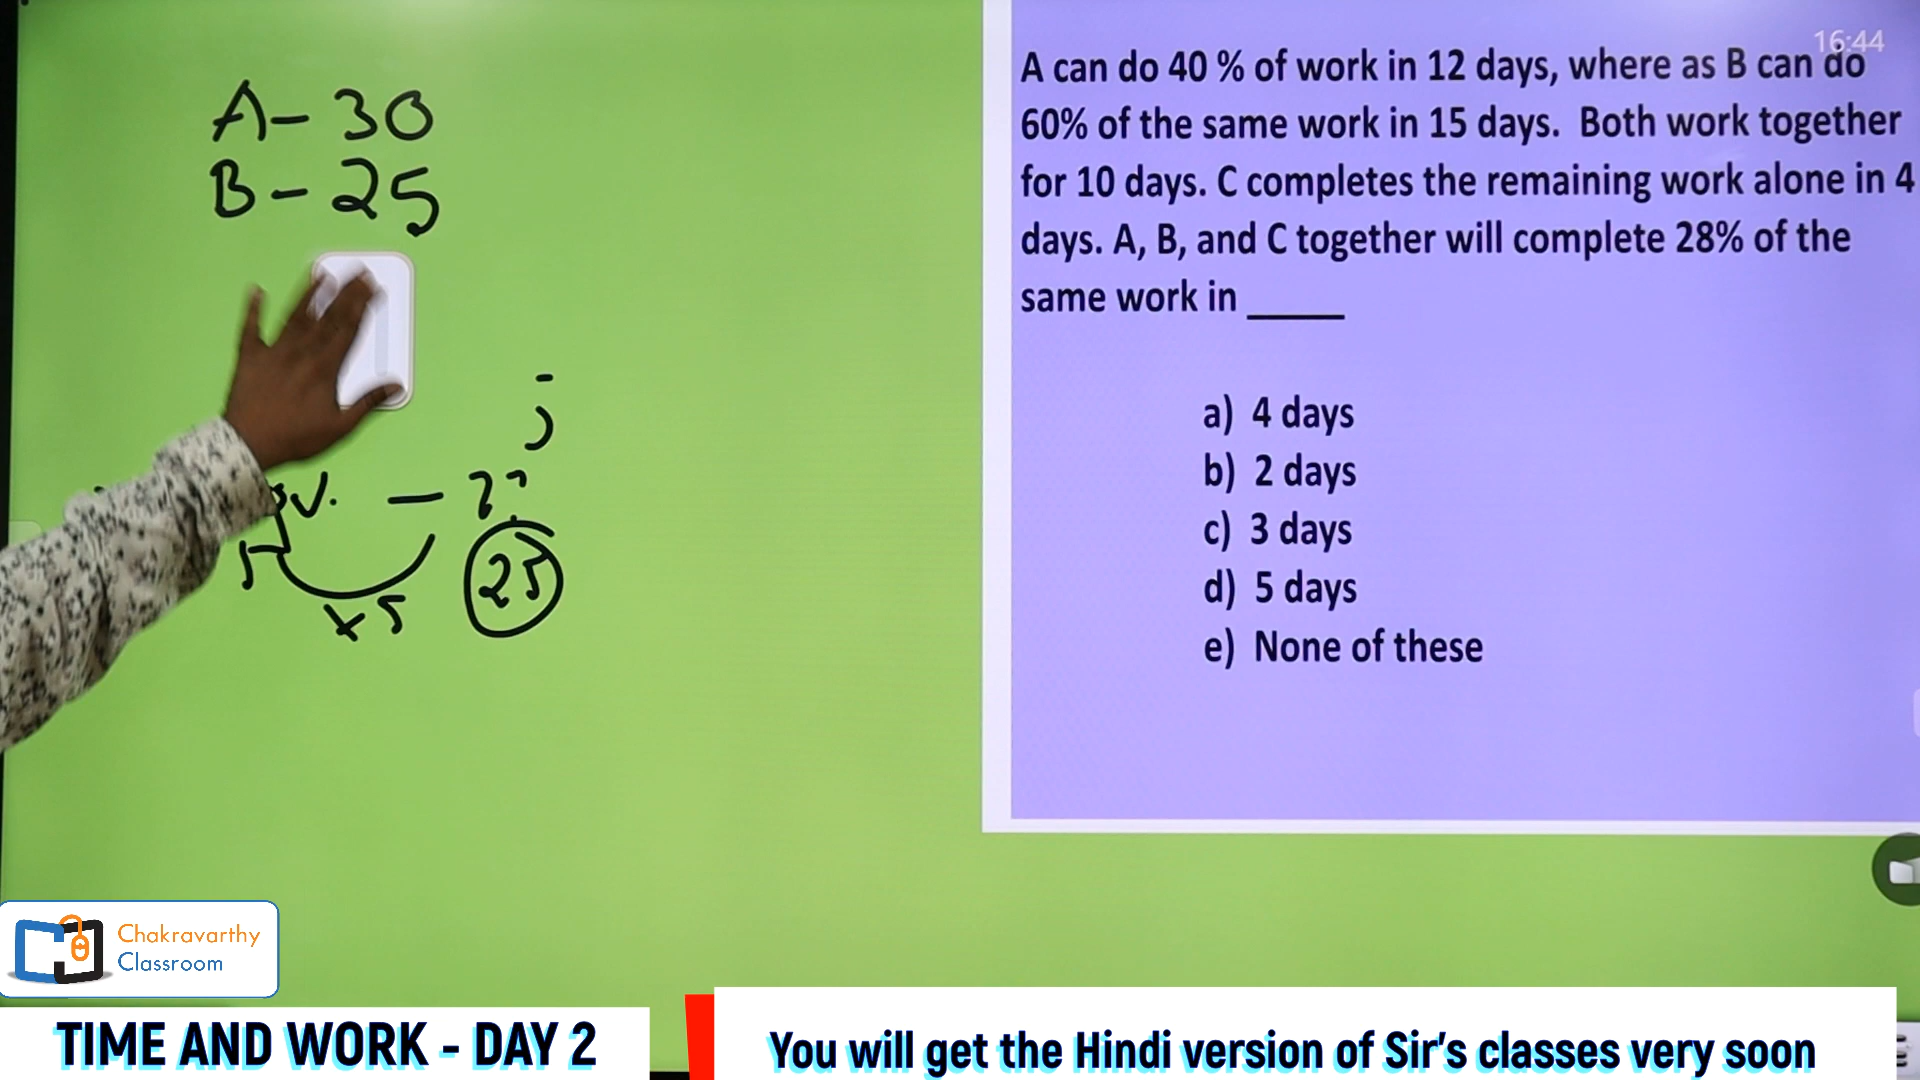 A- 30
B - 25
- ??
25
5
x5
16:44
A can do 40 % of work in 12 days, where as B can do
60% of the same work in 15 days. Both work together
for 10 days. C completes the remaining work alone in 4
days. A, B, and C together will complete 28% of the
same work in _____
a) 4 days
b) 2 days
c) 3 days
d) 5 days
e) None of these
Chakravarthy
Classroom
TIME AND WORK - DAY 2
You will get the Hindi version of Sir's classes very soon